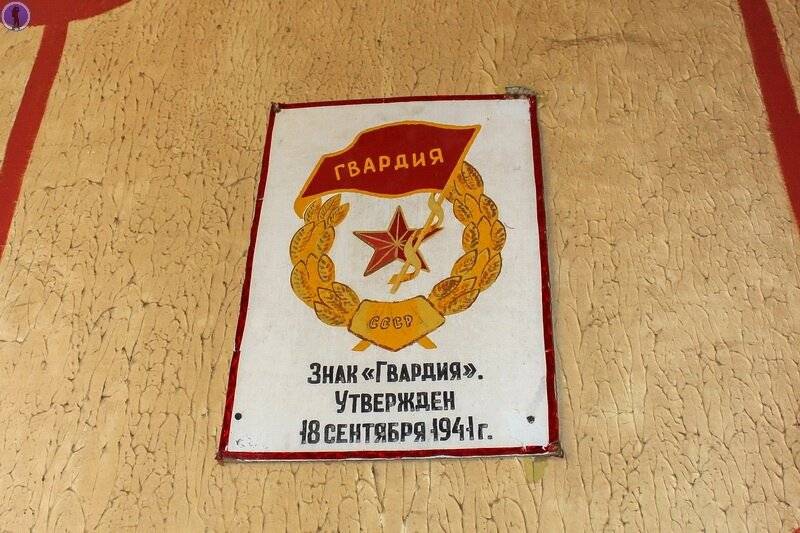 ГВАРДИЯ
СССР
Знак «Гвардия».
Утвержден
18 сентября 1941 г.